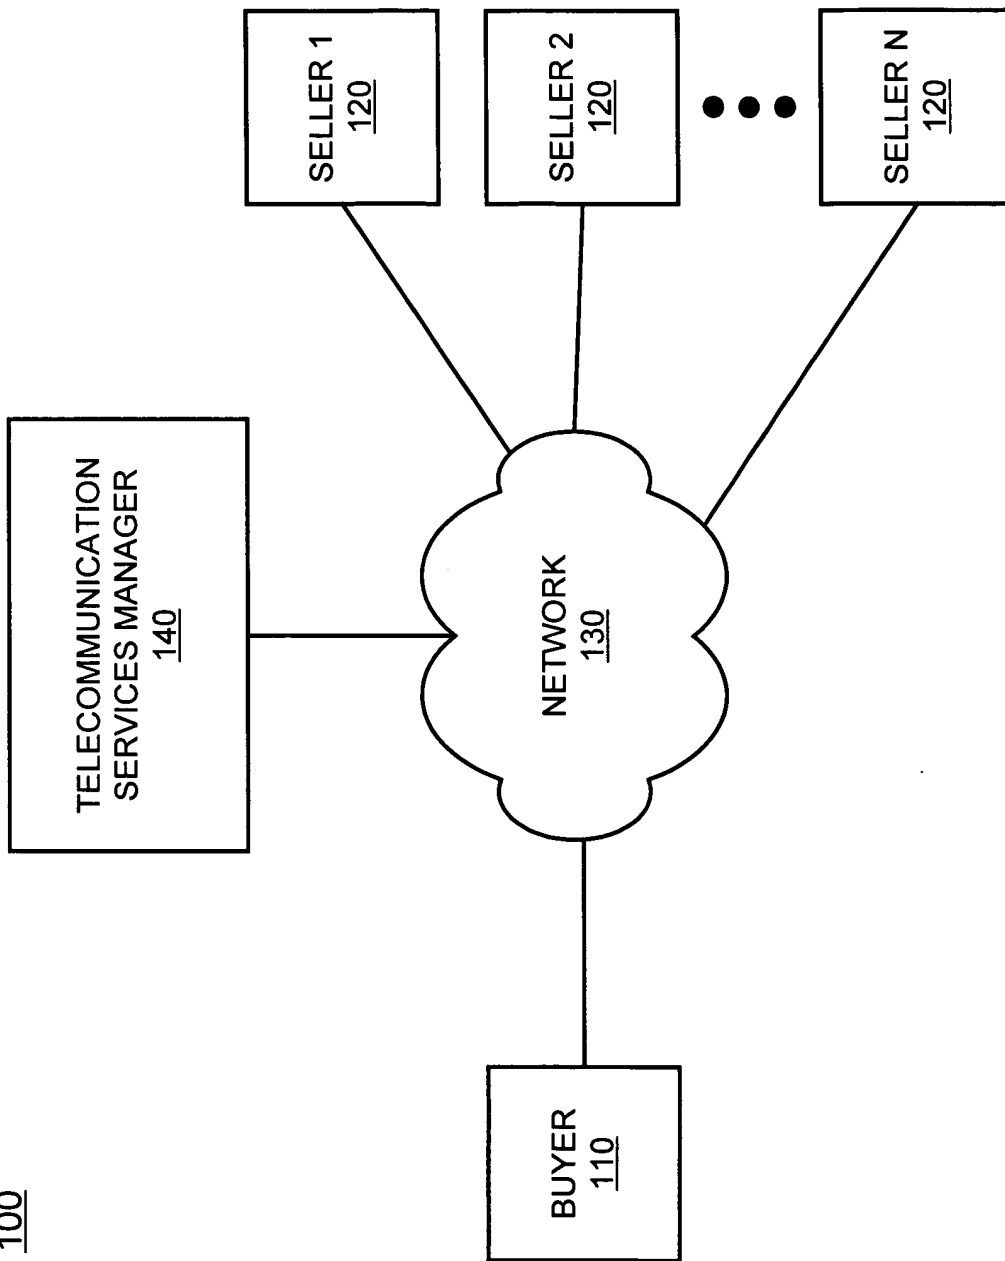 100
TELECOMMUNICATION
SERVICES MANAGER
140
BUYER
110
NETWORK
130
SELLER 1
120
SELLER 2
120
SELLER N
120